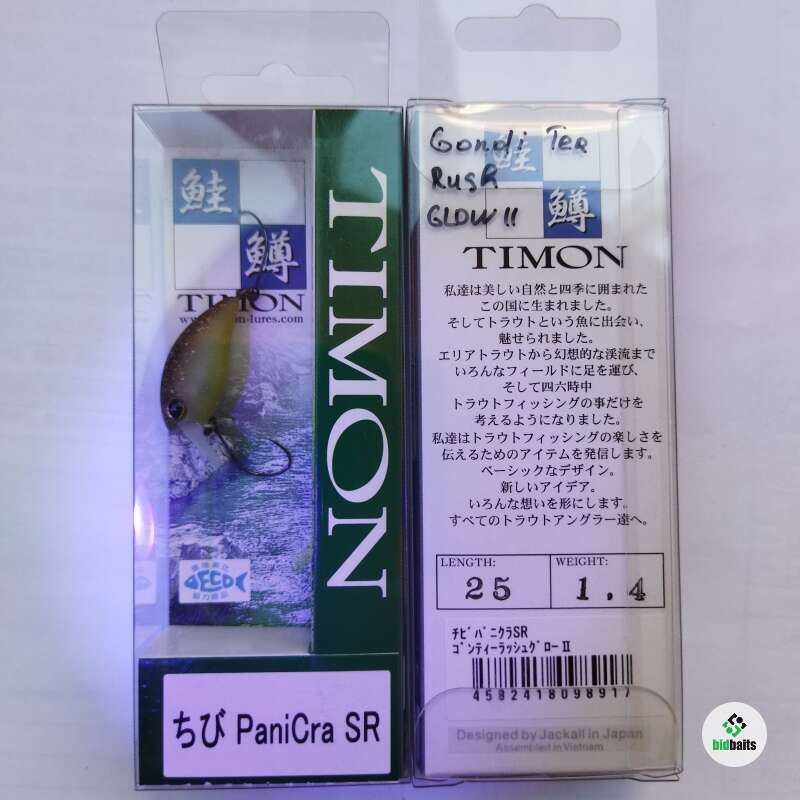 鮭
鱒
TIMON
www.timon-lures.com
TIMON
ECO
ちび PaniCra SR
Gondi Tea
Rush
GLOW II
鱒
TIMON
私達は美しい自然と四季に囲まれた
この国に生まれました。
そしてトラウトという魚に出会い、
魅せられました。
エリアトラウトから幻想的な渓流まで
いろんなフィールドに足を運び、
そして四六時中
トラウトフィッシングの事だけを
考えるようになりました。
私達はトラウトフィッシングの楽しさを
伝えるためのアイテムを発信します。
ベーシックなデザイン。
新しいアイデア。
いろんな想いを形にします。
すべてのトラウトアングラー達へ。
LENGTH: WEIGHT:
25 1.4
ﾁﾋﾞﾊﾟﾆｸﾗSR
ｺﾞﾝﾃｨｰﾗｯｼｭｸﾞﾛｰⅡ
4582418098917
Designed by Jackall in Japan
Assembled in Vietnam
bidbaits